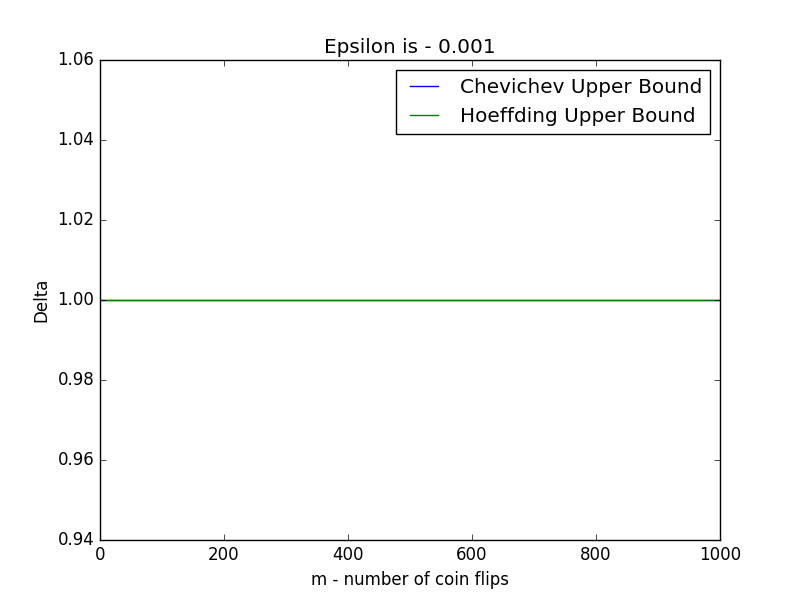 Epsilon is - 0.001
Chevichev Upper Bound
Hoeffding Upper Bound
1.06
1.04
1.02
1.00
0.98
0.96
0.94
Delta
0 200 400 600 800 1000
m - number of coin flips